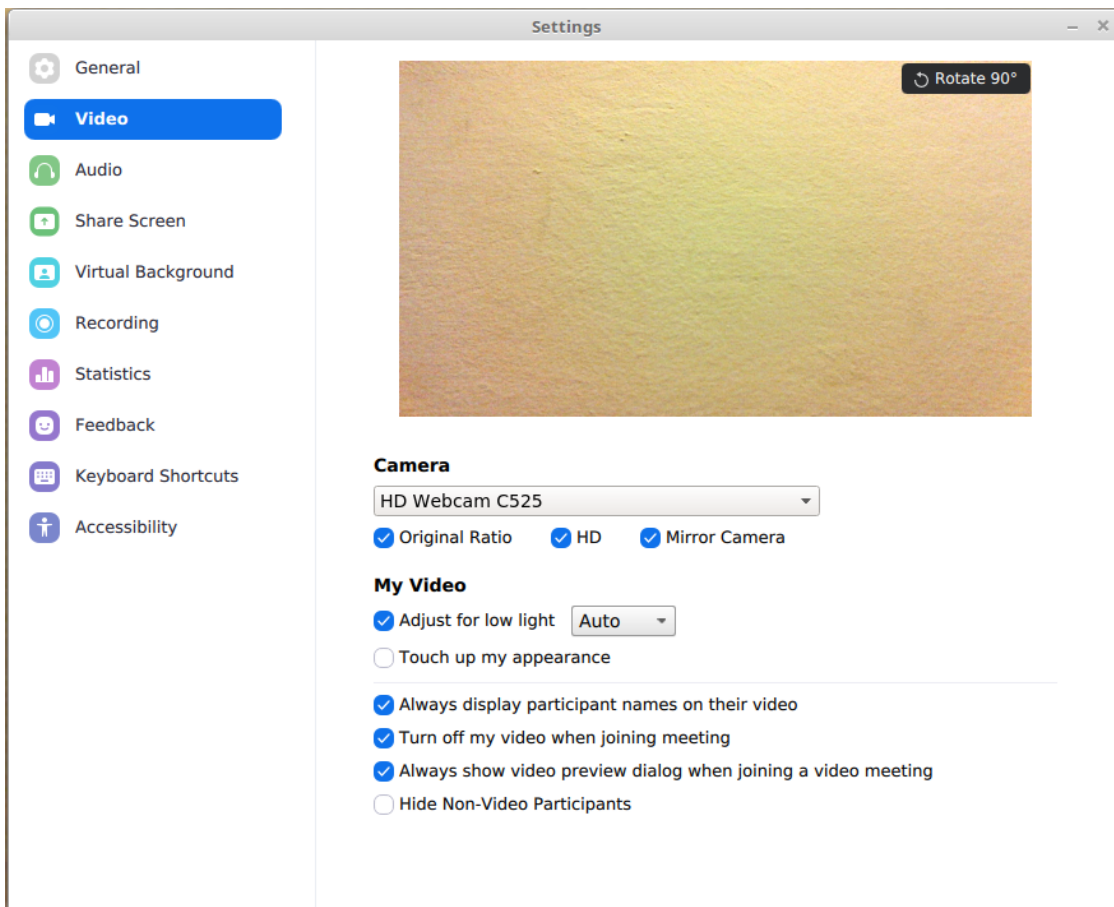 Settings
General
Video
Audio
Share Screen
Virtual Background
Recording
Statistics
Feedback
Keyboard Shortcuts
Accessibility
Rotate 90°
Camera
HD Webcam C525
Original Ratio HD Mirror Camera
My Video
Adjust for low light Auto
Touch up my appearance
Always display participant names on their video
Turn off my video when joining meeting
Always show video preview dialog when joining a video meeting
Hide Non-Video Participants